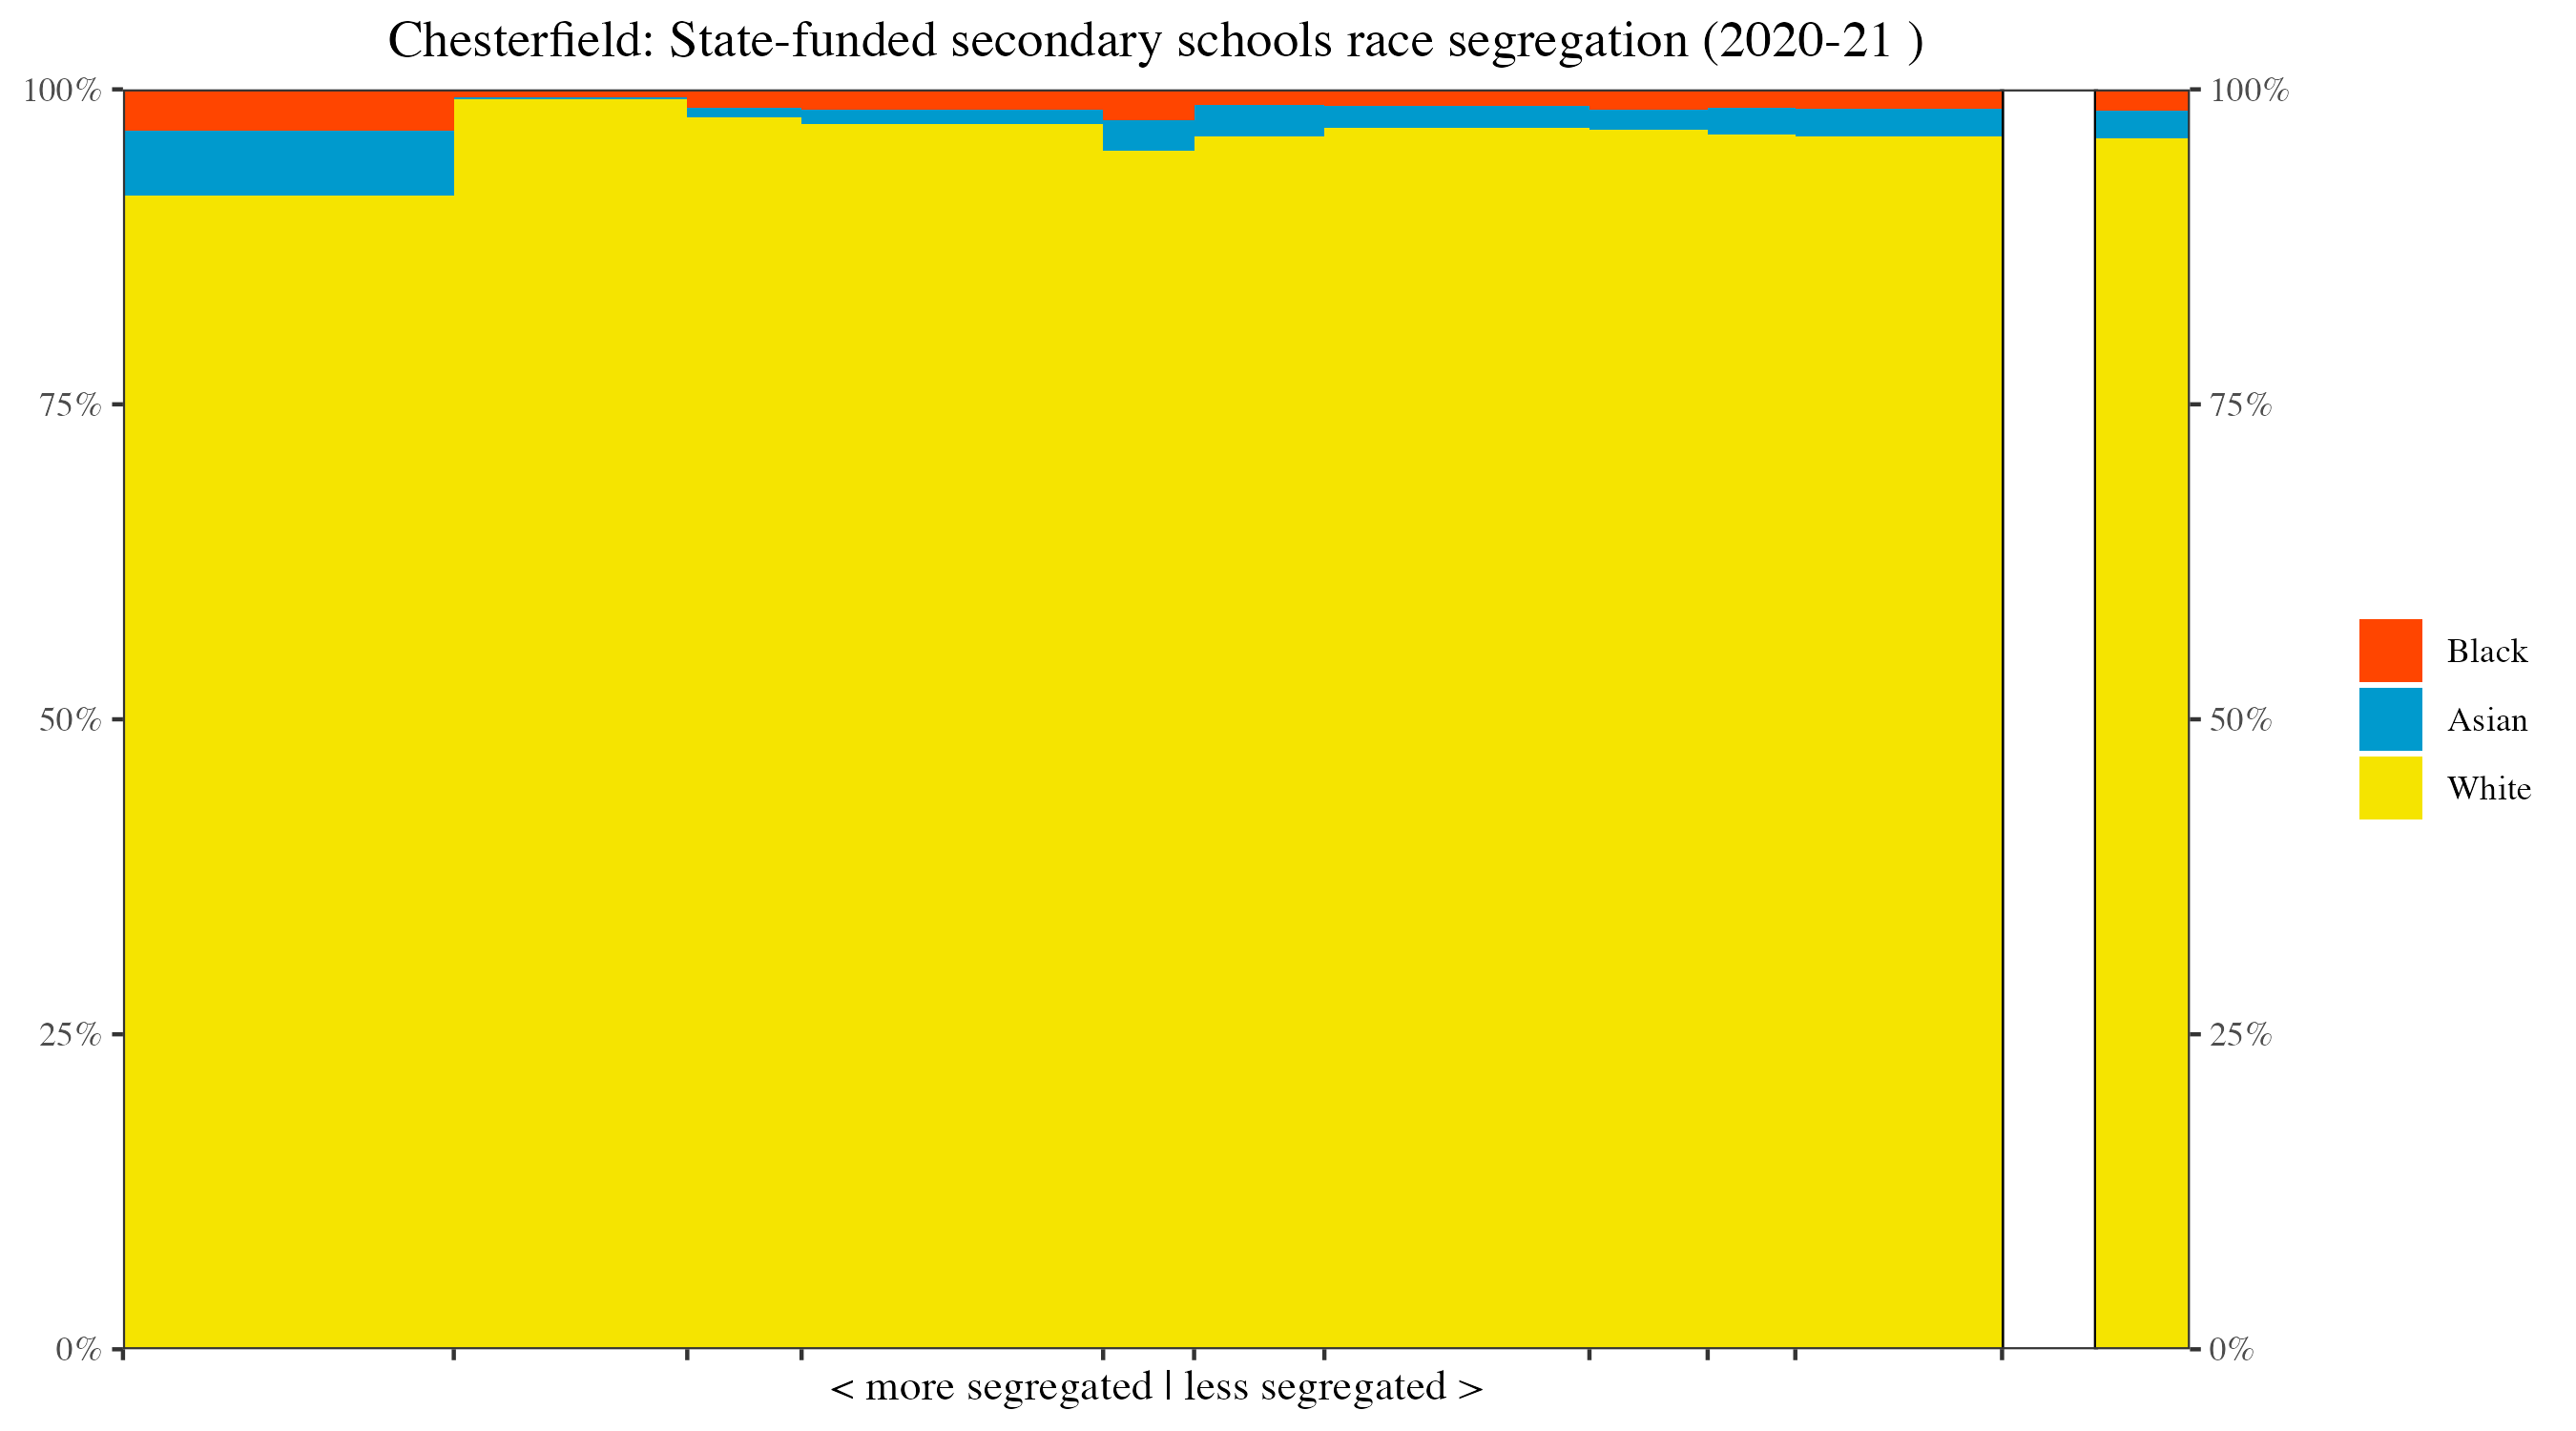 Chesterfield: State-funded secondary schools race segregation (2020-21 )
100%
75%
50%
25%
0%
100%
75%
50%
25%
0%
Black
Asian
White
< more segregated | less segregated >